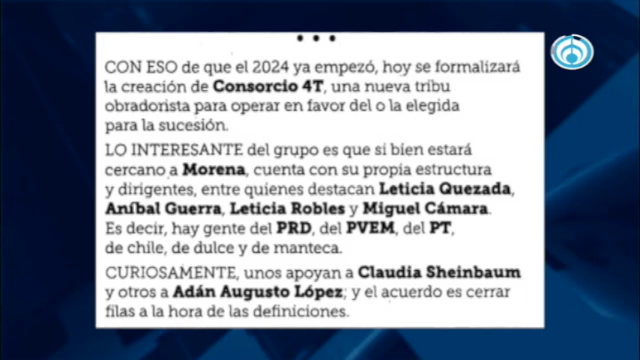 CON ESO de que el 2024 ya empezó, hoy se formalizará
la creación de Consorcio 4T, una nueva tribu
obradorista para operar en favor del o la elegida
para la sucesión.
LO INTERESANTE del grupo es que si bien estará
cercano a Morena, cuenta con su propia estructura
y dirigentes, entre quienes destacan Leticia Quezada,
Aníbal Guerra, Leticia Robles y Miguel Cámara.
Es decir, hay gente del PRD, del PVEM, del PT,
de chile, de dulce y de manteca.
CURIOSAMENTE, unos apoyan a Claudia Sheinbaum
y otros a Adán Augusto López; y el acuerdo es cerrar
filas a la hora de las definiciones.